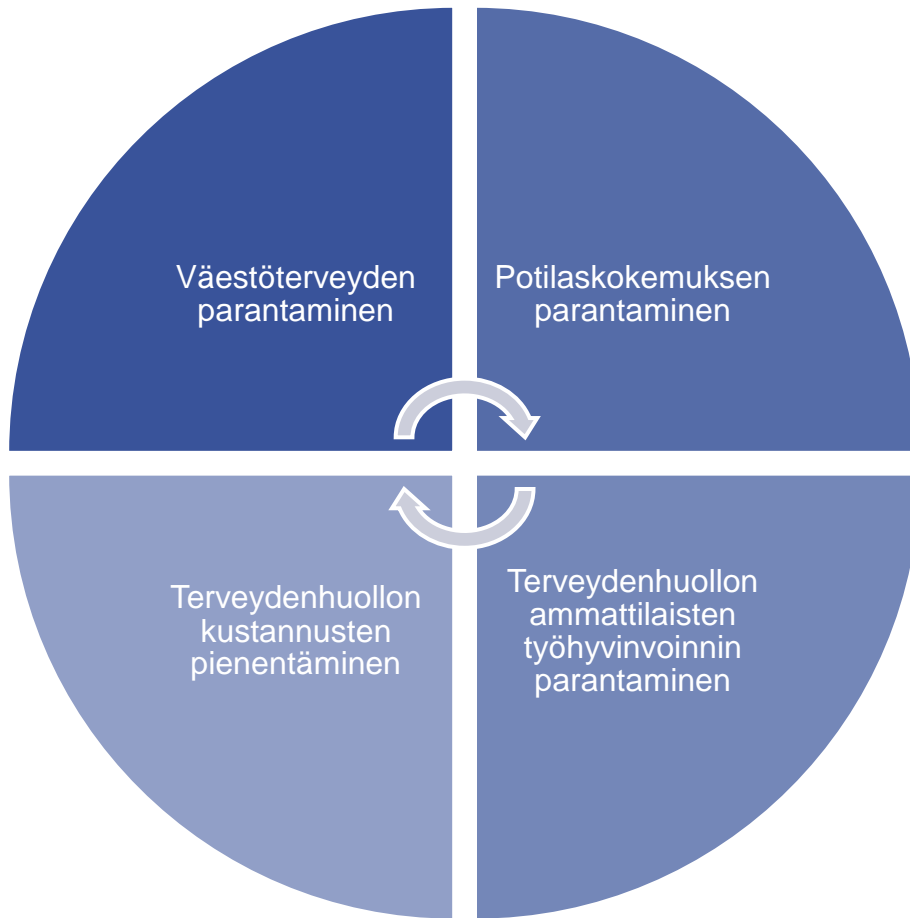 Väestöterveyden
parantaminen
Potilaskokemuksen
parantaminen
Terveydenhuollon
kustannusten
pienentäminen
Terveydenhuollon
ammattilaisten
työhyvinvoinnin
parantaminen